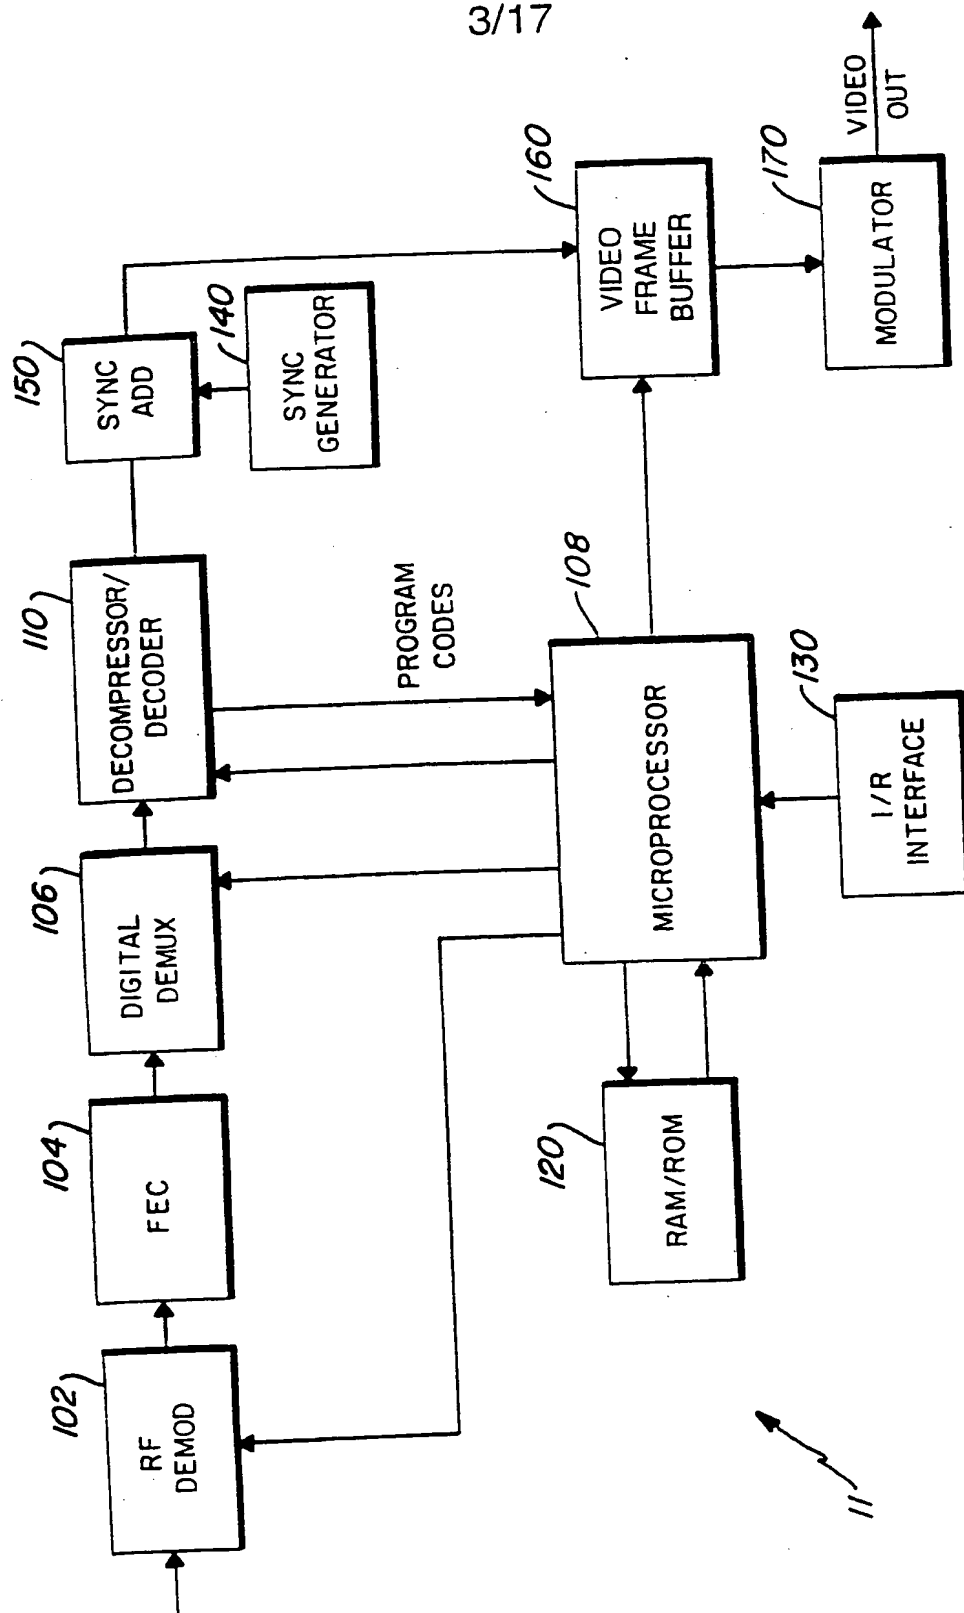 3/17
102
RF
DEMOD
104
FEC
106
DIGITAL
DEMUX
110
DECOMPRESSOR/
DECODER
150
SYNC
ADD
140
SYNC
GENERATOR
PROGRAM
CODES
108
MICROPROCESSOR
120
RAM/ROM
130
I/R
INTERFACE
160
VIDEO
FRAME
BUFFER
170
MODULATOR
VIDEO
OUT
11